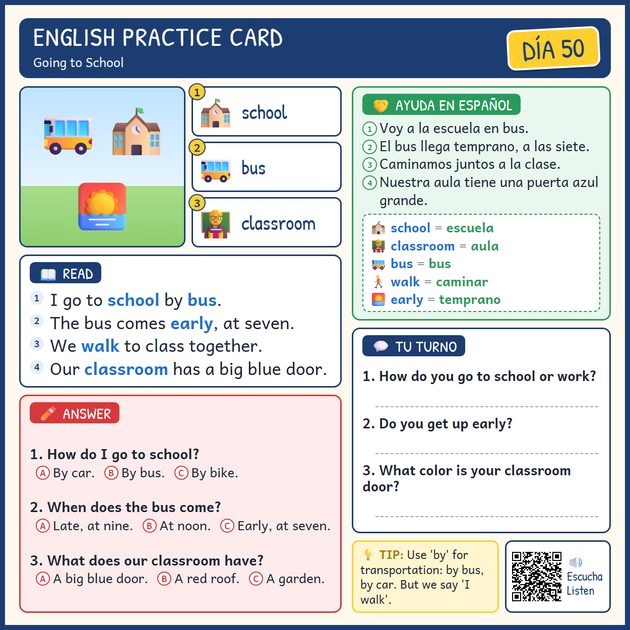 ENGLISH PRACTICE CARD
Going to School
DÍA 50
1
school
2
bus
3
classroom
READ
1 I go to school by bus.
2 The bus comes early, at seven.
3 We walk to class together.
4 Our classroom has a big blue door.
ANSWER
1. How do I go to school?
A By car. B By bus. C By bike.
2. When does the bus come?
A Late, at nine. B At noon. C Early, at seven.
3. What does our classroom have?
A A big blue door. B A red roof. C A garden.
AYUDA EN ESPAÑOL
1 Voy a la escuela en bus.
2 El bus llega temprano, a las siete.
3 Caminamos juntos a la clase.
4 Nuestra aula tiene una puerta azul
grande.
school = escuela
classroom = aula
bus = bus
walk = caminar
early = temprano
TU TURNO
1. How do you go to school or work?
2. Do you get up early?
3. What color is your classroom
door?
TIP: Use 'by' for
transportation: by bus,
by car. But we say 'I
walk'.
Escucha
Listen